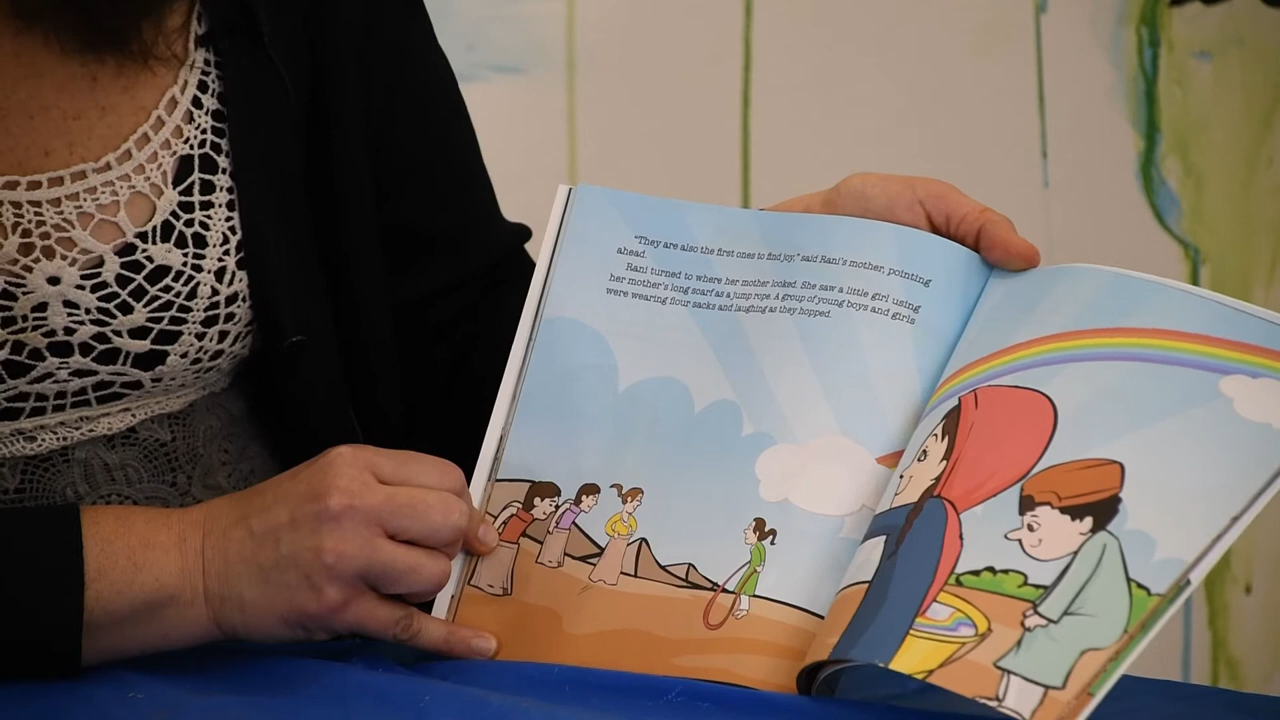 "They are also the first ones to find joy," said Rani's mother, pointing
ahead.
Rani turned to where her mother looked. She saw a little girl using
her mother's long scarf as a jump rope. A group of young boys and girls
were wearing flour sacks and laughing as they hopped.